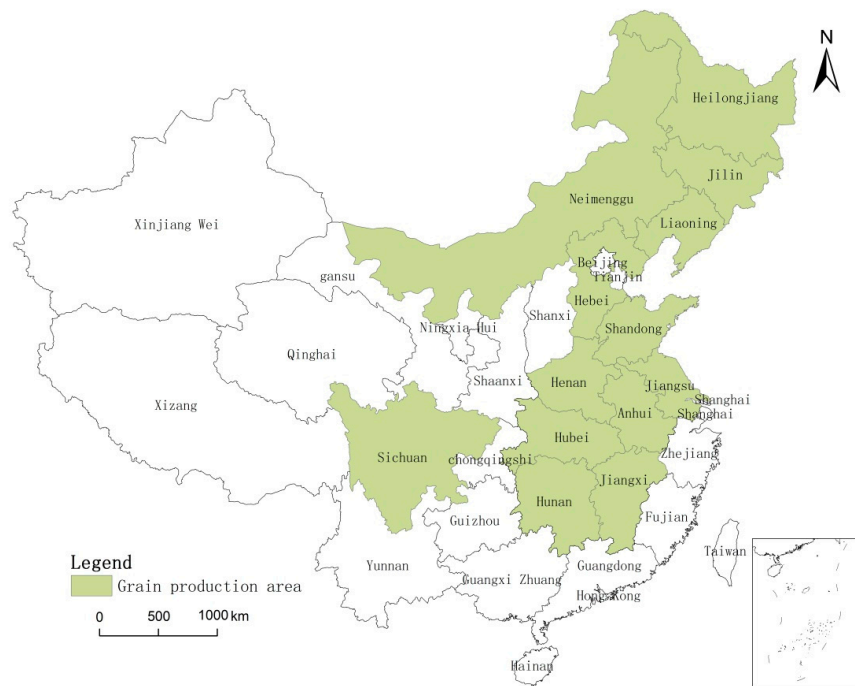 N
Heilongjiang
Jilin
Neimenggu
Liaoning
Xinjiang Wei
Beijing
Tianjin
gansu
Hebei
Shanxi
Ningxia Hui
Shandong
Qinghai
Shaanxi
Henan
Jiangsu
Xizang
Shanghai
Anhui
Shanghai
Hubei
Zhejiang
Sichuan
chongqingshi
Jiangxi
Hunan
Guizhou
Fujian
Taiwan
Legend
Yunnan
Guangdong
Guangxi Zhuang
Grain production area
Hong Kong
0 500 1000 km
Hainan